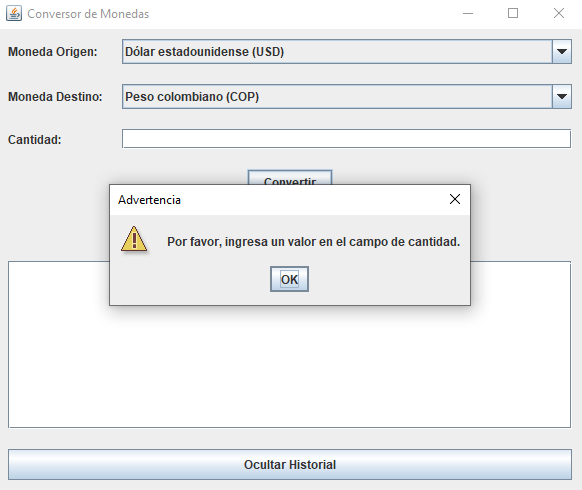 Conversor de Monedas
Moneda Origen: Dólar estadounidense (USD)
Moneda Destino: Peso colombiano (COP)
Cantidad:
Convertir
Advertencia
Por favor, ingresa un valor en el campo de cantidad.
OK
Ocultar Historial